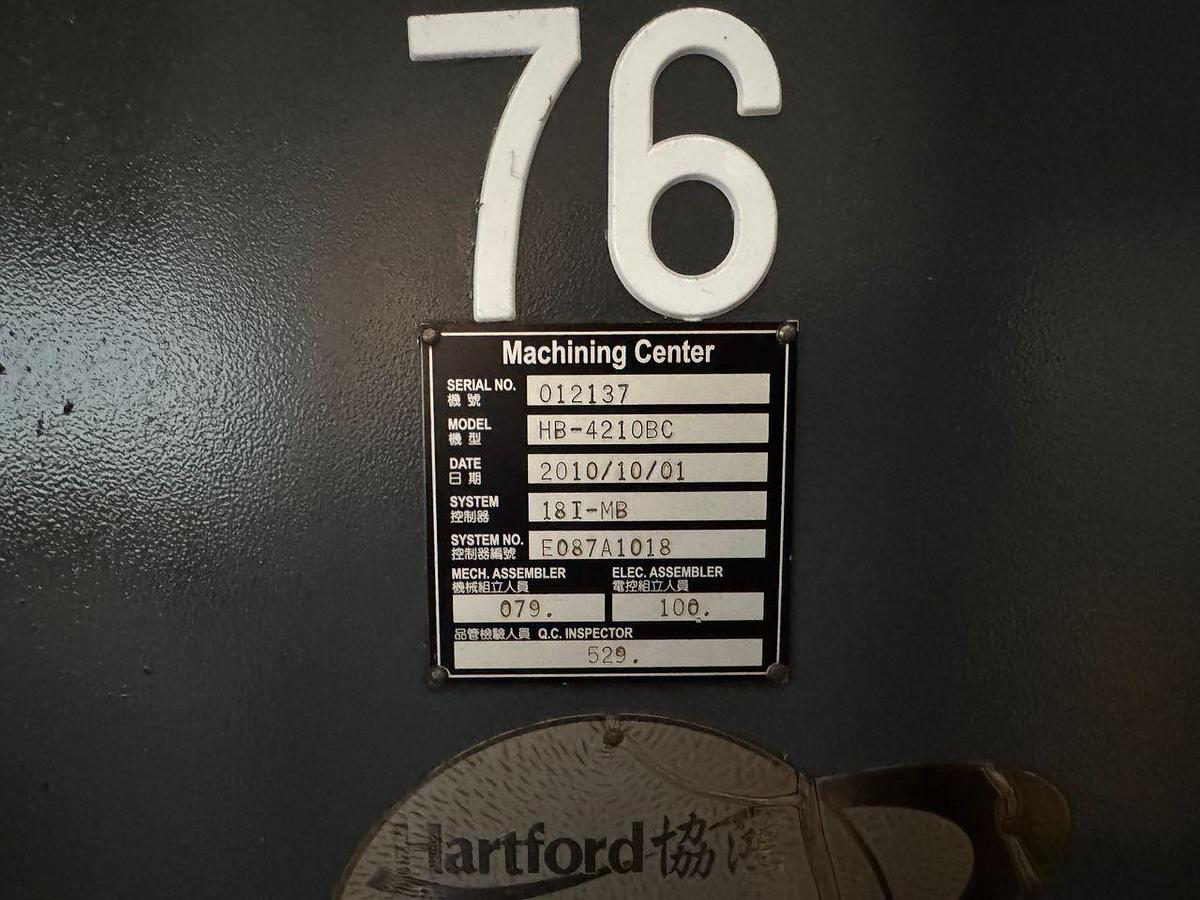 76
Machining Center
SERIAL NO. 012137
機 號
MODEL HB-4210BC
機 型
DATE 2010/10/01
日 期
SYSTEM 18I-MB
控制器
SYSTEM NO. E087A1018
控制器編號
MECH. ASSEMBLER ELEC. ASSEMBLER
機械組立人員 電控組立人員
079. 100.
品管檢驗人員 Q.C. INSPECTOR
529.
Hartford 協